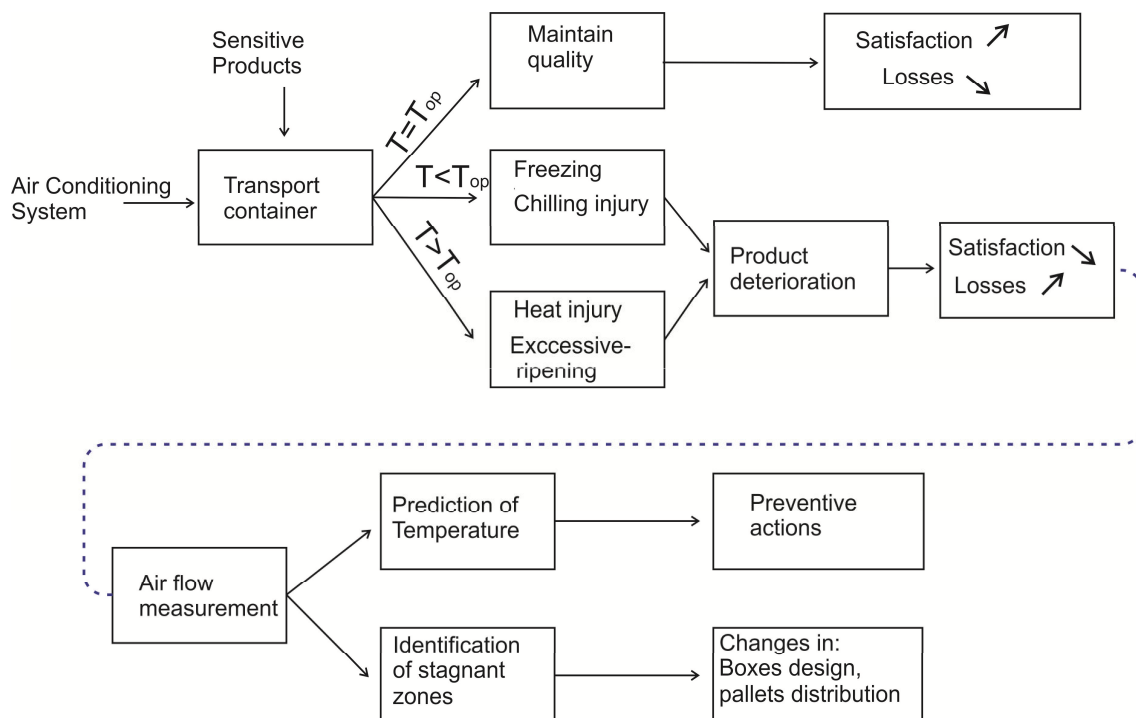 Sensitive
Products
Air Conditioning
System
Transport
container
T=Top
T<Top
T>Top
Maintain
quality
Satisfaction
Losses
Freezing
Chilling injury
Heat injury
Exccessive-
ripening
Product
deterioration
Satisfaction
Losses
Air flow
measurement
Prediction of
Temperature
Preventive
actions
Identification
of stagnant
zones
Changes in:
Boxes design,
pallets distribution